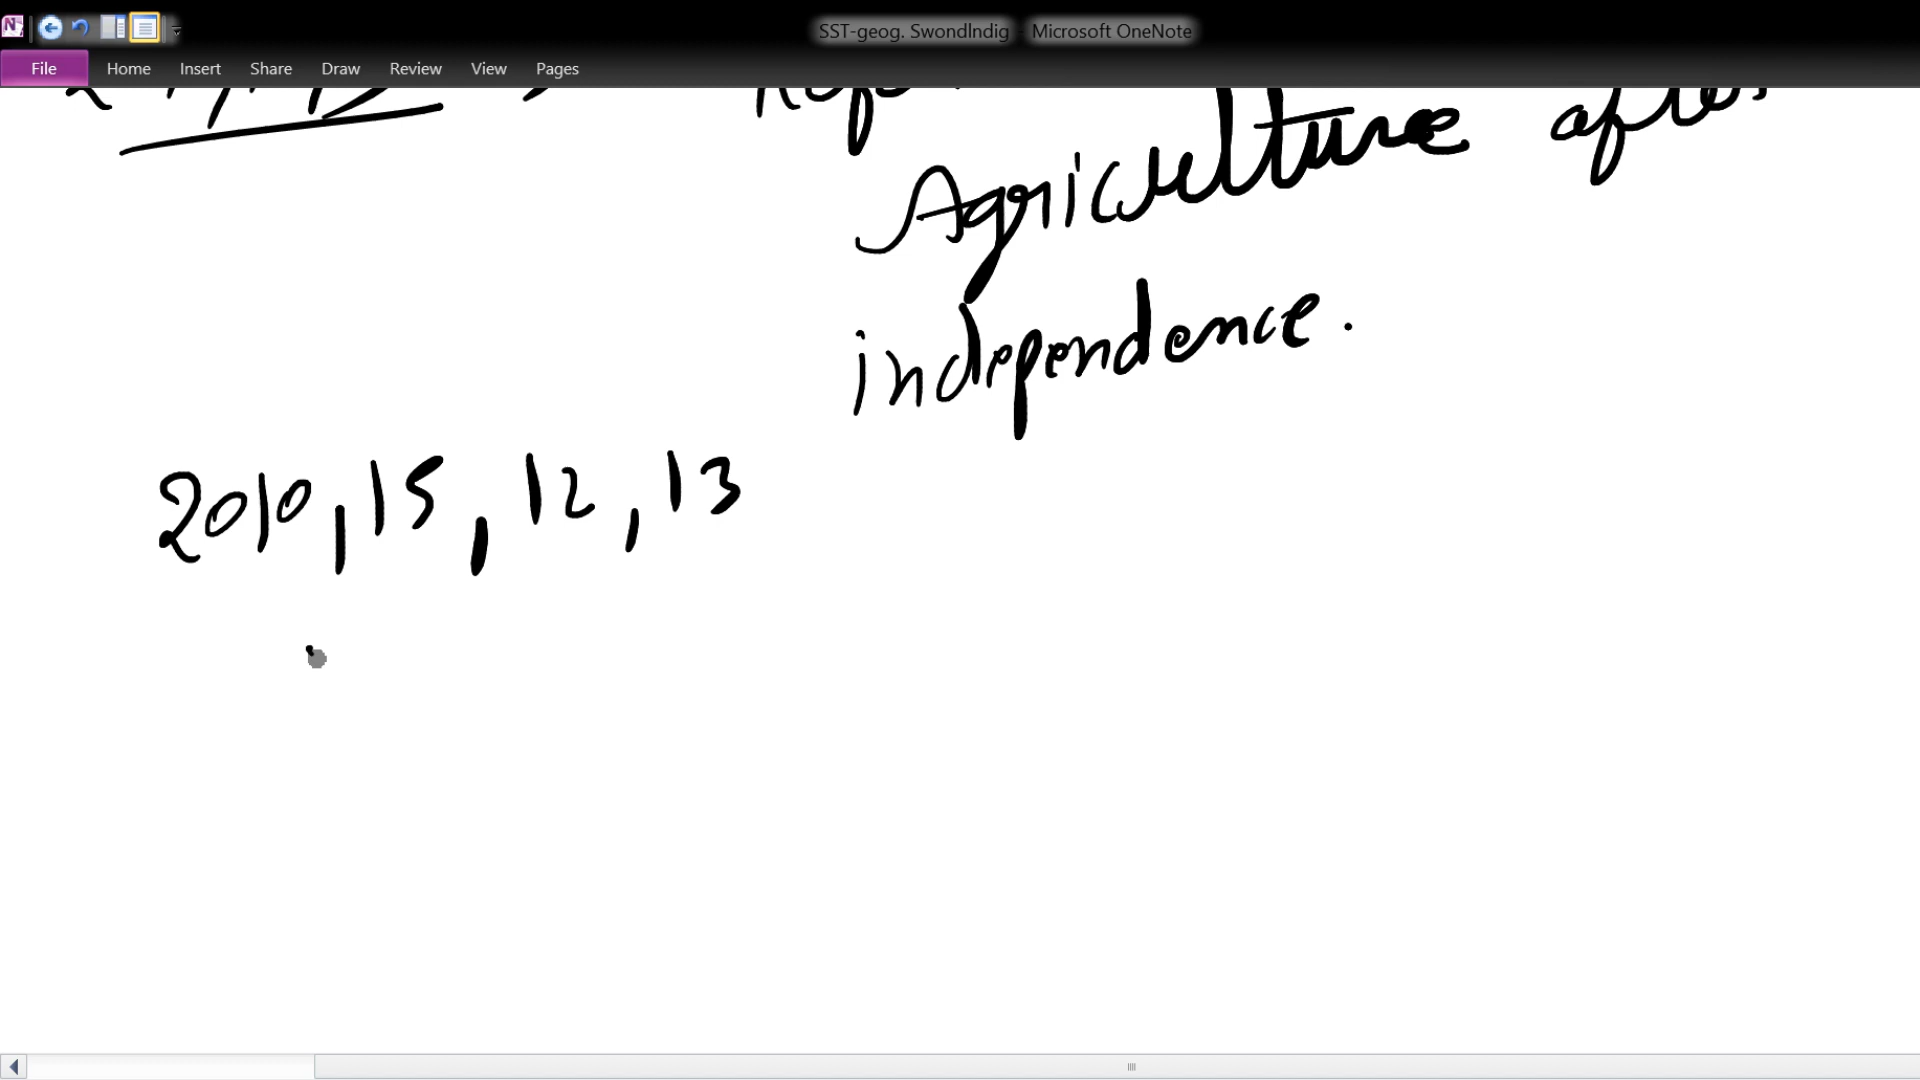 SST-geog. SwondIndig - Microsoft OneNote
File Home Insert Share Draw Review View Pages
Agriculture after
independence.
2010, 15, 12, 13